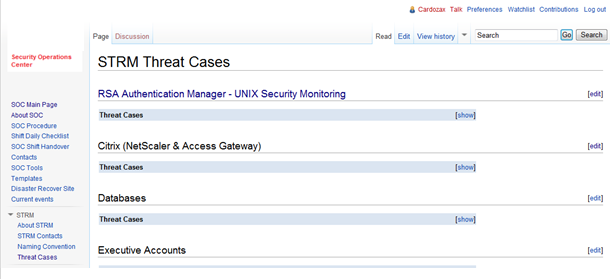 Cardozax Talk Preferences Watchlist Contributions Log out
Page Discussion Read Edit View history Search Go Search
Security Operations
Center
STRM Threat Cases
RSA Authentication Manager - UNIX Security Monitoring [edit]
Threat Cases [show]
Citrix (NetScaler & Access Gateway) [edit]
Threat Cases [show]
Databases [edit]
Threat Cases [show]
Executive Accounts [edit]
SOC Main Page
About SOC
SOC Procedure
Shift Daily Checklist
SOC Shift Handover
Contacts
SOC Tools
Templates
Disaster Recover Site
Current events
STRM
About STRM
STRM Contacts
Naming Convention
Threat Cases